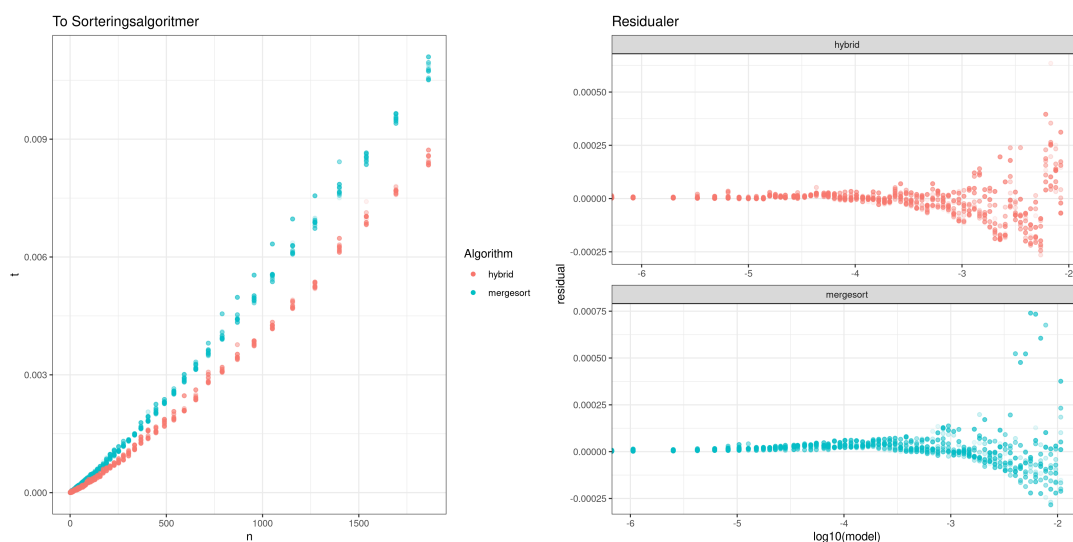 To Sorteringsalgoritmer
0.009
0.006
0.003
0.000
t
0
500
1000
1500
n
Algorithm
hybrid
mergesort
Residualer
hybrid
0.00050
0.00025
0.00000
-0.00025
-6
-5
-4
-3
-2
residual
mergesort
0.00075
0.00050
0.00025
0.00000
-0.00025
-6
-5
-4
-3
-2
log10(model)